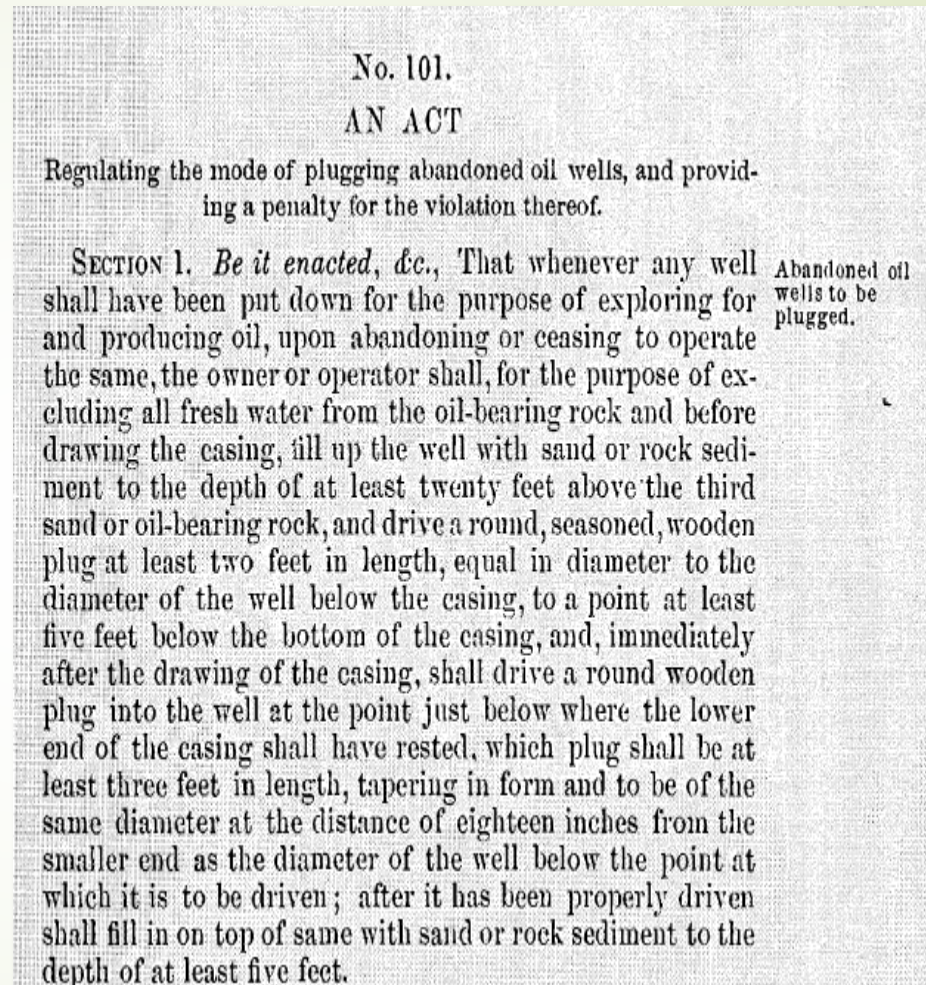 No. 101.
AN ACT
Regulating the mode of plugging abandoned oil wells, and provid-
ing a penalty for the violation thereof.
SECTION 1. Be it enacted, &c., That whenever any well
shall have been put down for the purpose of exploring for
and producing oil, upon abandoning or ceasing to operate
the same, the owner or operator shall, for the purpose of ex-
cluding all fresh water from the oil-bearing rock and before
drawing the casing, fill up the well with sand or rock sedi-
ment to the depth of at least twenty feet above the third
sand or oil-bearing rock, and drive a round, seasoned, wooden
plug at least two feet in length, equal in diameter to the
diameter of the well below the casing, to a point at least
five feet below the bottom of the casing, and, immediately
after the drawing of the casing, shall drive a round wooden
plug into the well at the point just below where the lower
end of the casing shall have rested, which plug shall be at
least three feet in length, tapering in form and to be of the
same diameter at the distance of eighteen inches from the
smaller end as the diameter of the well below the point at
which it is to be driven; after it has been properly driven
shall fill in on top of same with sand or rock sediment to the
depth of at least five feet.
Abandoned oil
wells to be
plugged.